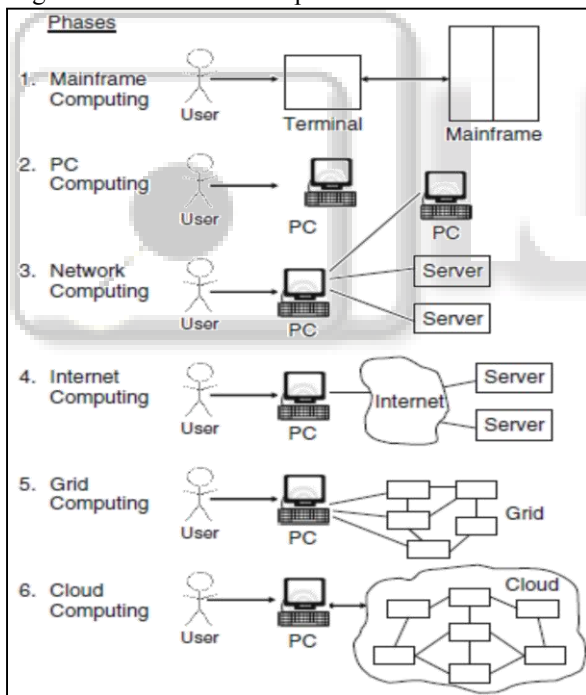 Phases
1. Mainframe
Computing
User
Terminal
Mainframe
2. PC
Computing
User
PC
PC
3. Network
Computing
User
PC
Server
Server
4. Internet
Computing
User
PC
Internet
Server
Server
5. Grid
Computing
User
PC
Grid
6. Cloud
Computing
User
PC
Cloud